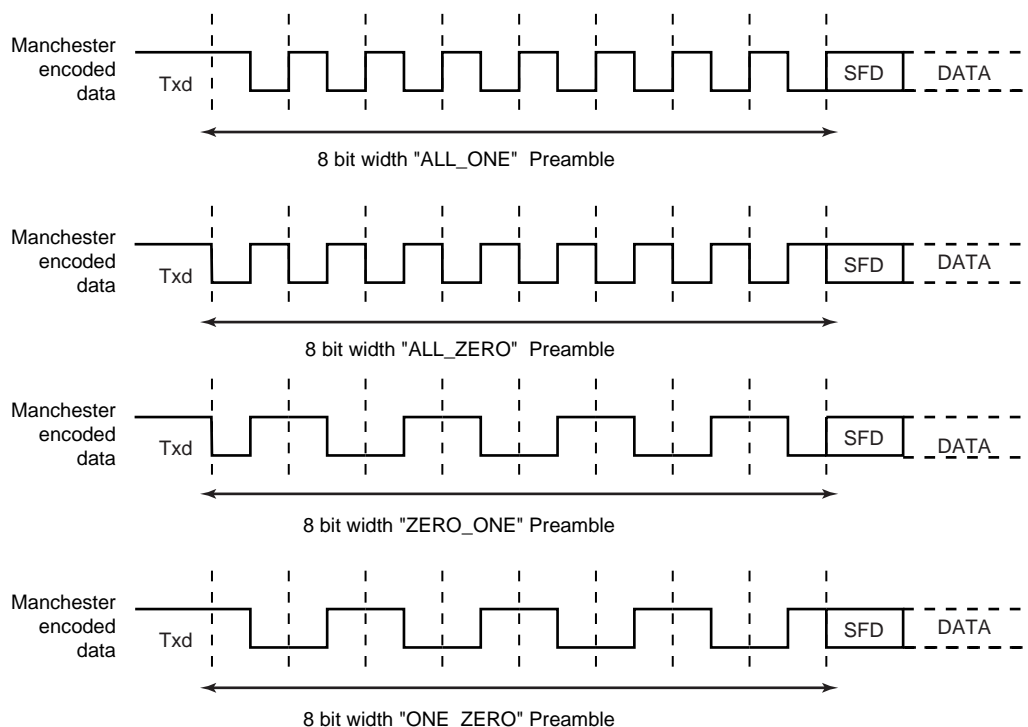 Manchester
encoded
data
Txd
SFD
DATA
8 bit width "ALL_ONE" Preamble
Manchester
encoded
data
Txd
SFD
DATA
8 bit width "ALL_ZERO" Preamble
Manchester
encoded
data
Txd
SFD
DATA
8 bit width "ZERO_ONE" Preamble
Manchester
encoded
data
Txd
SFD
DATA
8 bit width "ONE_ZERO" Preamble